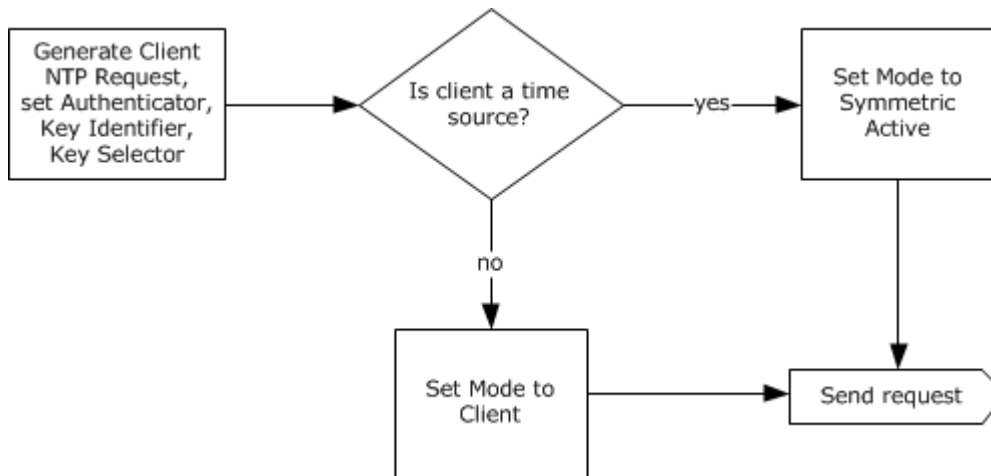 Generate Client
NTP Request,
set Authenticator,
Key Identifier,
Key Selector
Is client a time
source?
yes
Set Mode to
Symmetric
Active
no
Set Mode to
Client
Send request